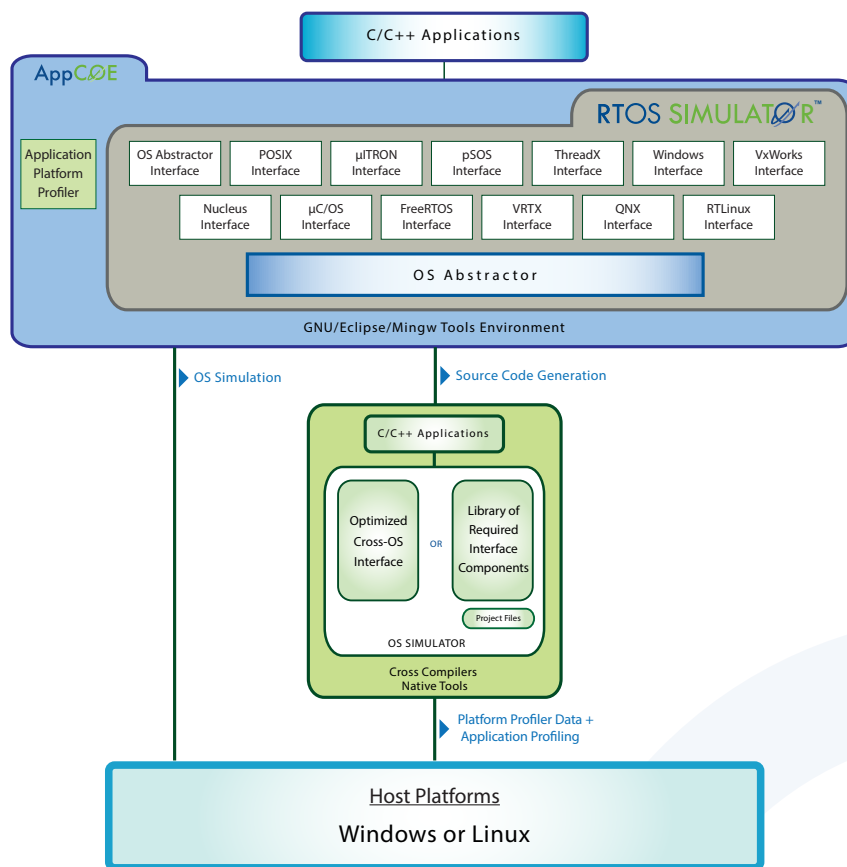 C/C++ Applications
AppCOE
RTOS SIMULATOR™
Application
Platform
Profiler
OS Abstractor
Interface
POSIX
Interface
µITRON
Interface
pSOS
Interface
ThreadX
Interface
Windows
Interface
VxWorks
Interface
Nucleus
Interface
µC/OS
Interface
FreeRTOS
Interface
VRTX
Interface
QNX
Interface
RTLinux
Interface
OS Abstractor
GNU/Eclipse/Mingw Tools Environment
OS Simulation
Source Code Generation
C/C++ Applications
Optimized
Cross-OS
Interface
OR
Library of
Required
Interface
Components
Project Files
OS SIMULATOR
Cross Compilers
Native Tools
Platform Profiler Data +
Application Profiling
Host Platforms
Windows or Linux